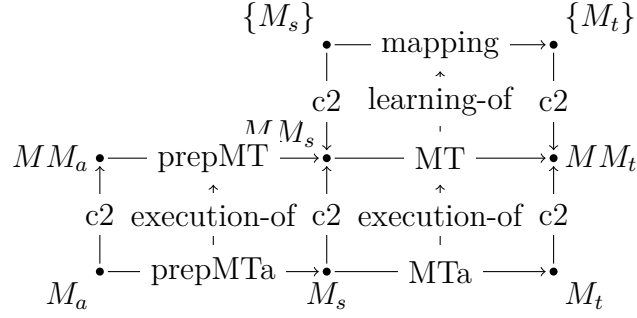 {M_s} {M_t}
mapping
c2 learning-of c2
MM_a prepMT MM_s MT MM_t
c2 execution-of c2 execution-of c2
prepMTa MTa
M_a M_s M_t